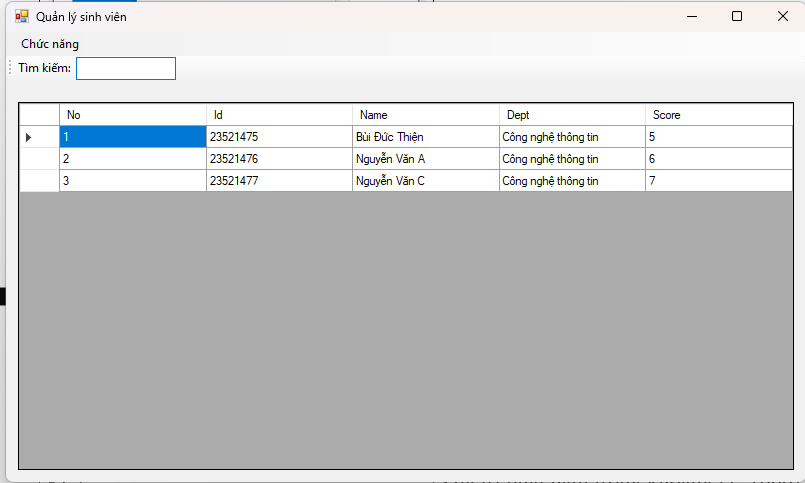 Quản lý sinh viên
Chức năng
Tìm kiếm:
No Id Name Dept Score
1 23521475 Bùi Đức Thiện Công nghệ thông tin 5
2 23521476 Nguyễn Văn A Công nghệ thông tin 6
3 23521477 Nguyễn Văn C Công nghệ thông tin 7